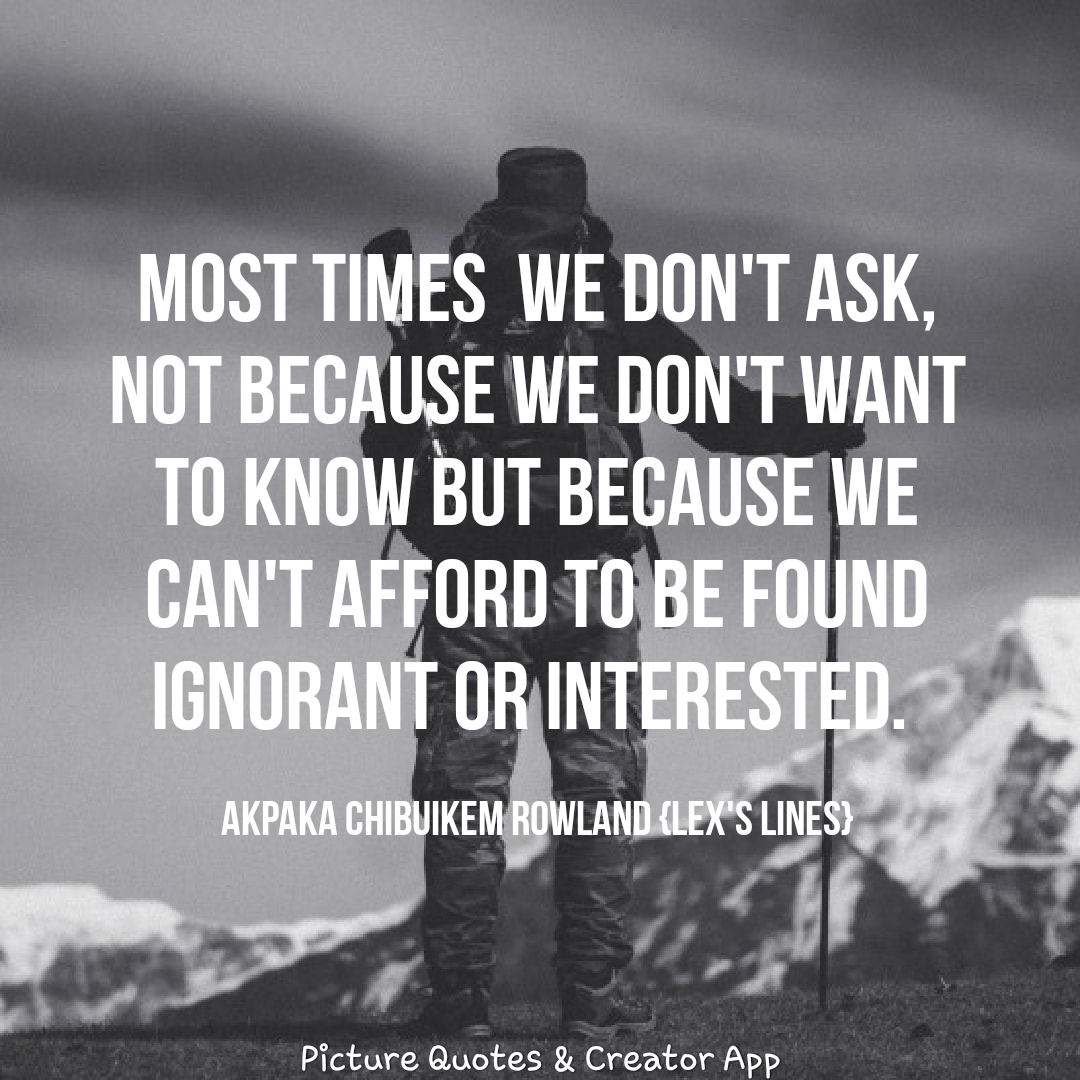 MOST TIMES  WE DON'T ASK,
NOT BECAUSE WE DON'T WANT
TO KNOW BUT BECAUSE WE
CAN'T AFFORD TO BE FOUND
IGNORANT OR INTERESTED.
AKPAKA CHIBUIKEM ROWLAND {LEX'S LINES}
Picture Quotes & Creator App